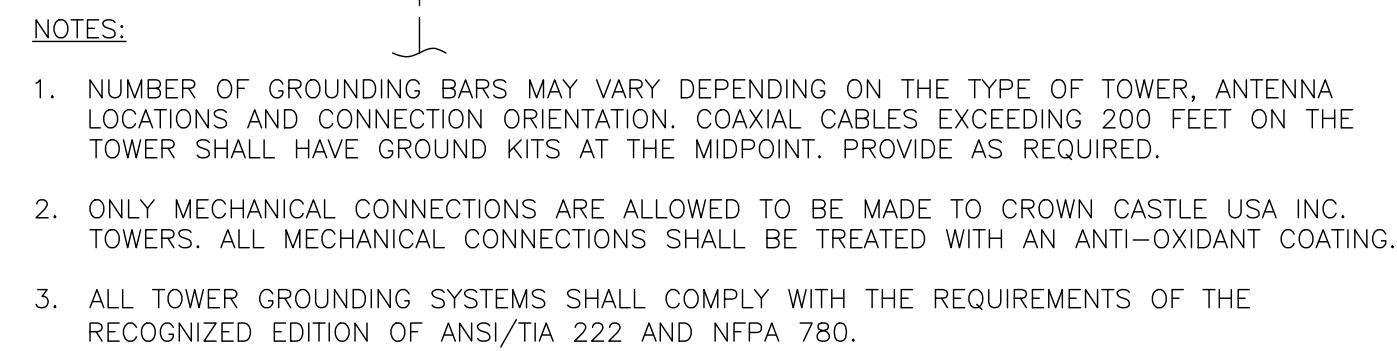 NOTES:
1. NUMBER OF GROUNDING BARS MAY VARY DEPENDING ON THE TYPE OF TOWER, ANTENNA
LOCATIONS AND CONNECTION ORIENTATION. COAXIAL CABLES EXCEEDING 200 FEET ON THE
TOWER SHALL HAVE GROUND KITS AT THE MIDPOINT. PROVIDE AS REQUIRED.
2. ONLY MECHANICAL CONNECTIONS ARE ALLOWED TO BE MADE TO CROWN CASTLE USA INC.
TOWERS. ALL MECHANICAL CONNECTIONS SHALL BE TREATED WITH AN ANTI-OXIDANT COATING.
3. ALL TOWER GROUNDING SYSTEMS SHALL COMPLY WITH THE REQUIREMENTS OF THE
RECOGNIZED EDITION OF ANSI/TIA 222 AND NFPA 780.